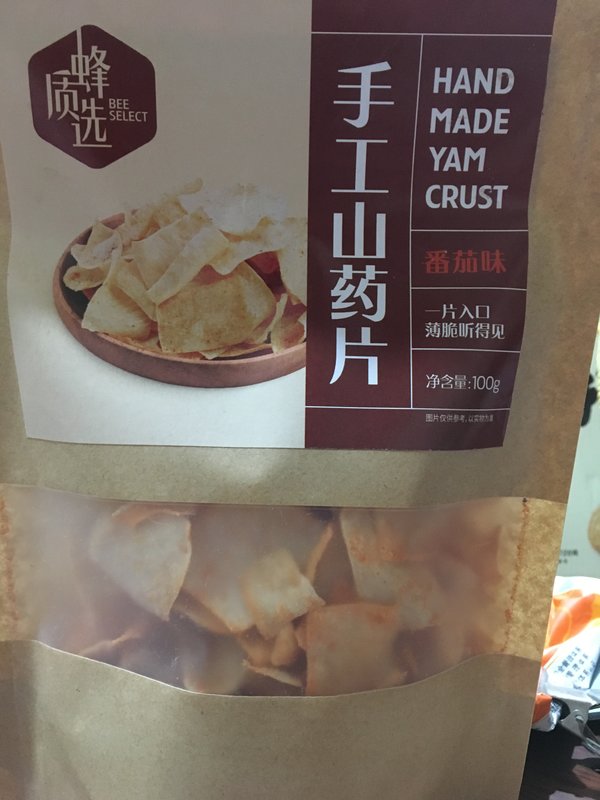 蜂
质
选
BEE
SELECT
手工山药片
HAND
MADE
YAM
CRUST
番茄味
一片入口
薄脆听得见
净含量:100g
图片仅供参考,以实物为准